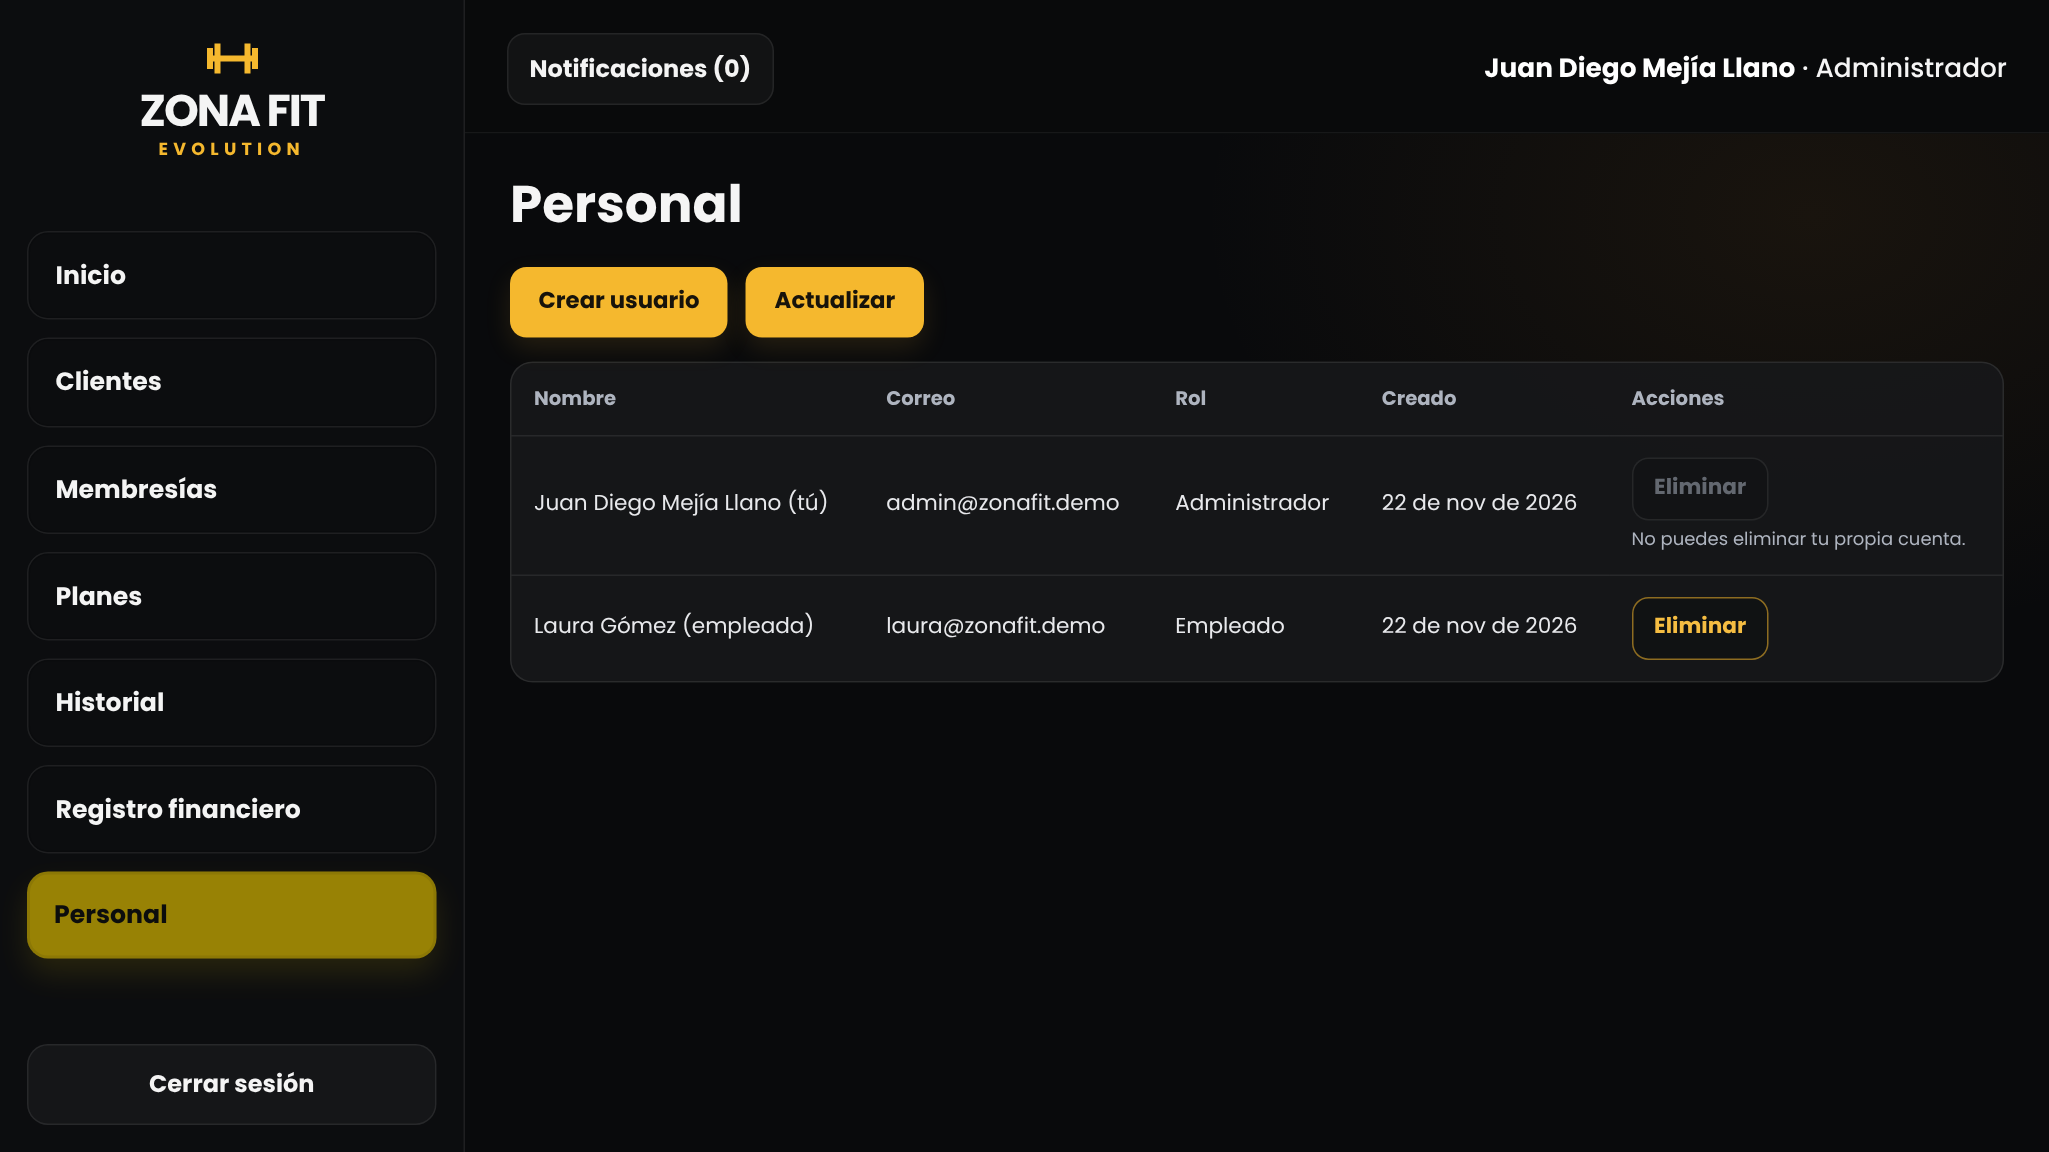 ZONA FIT
EVOLUTION
Inicio
Clientes
Membresías
Planes
Historial
Registro financiero
Personal
Cerrar sesión
Notificaciones (0)
Juan Diego Mejía Llano · Administrador
Personal
Crear usuario Actualizar
Nombre Correo Rol Creado Acciones
Juan Diego Mejía Llano (tú) admin@zonafit.demo Administrador 22 de nov de 2026 Eliminar
No puedes eliminar tu propia cuenta.
Laura Gómez (empleada) laura@zonafit.demo Empleado 22 de nov de 2026 Eliminar